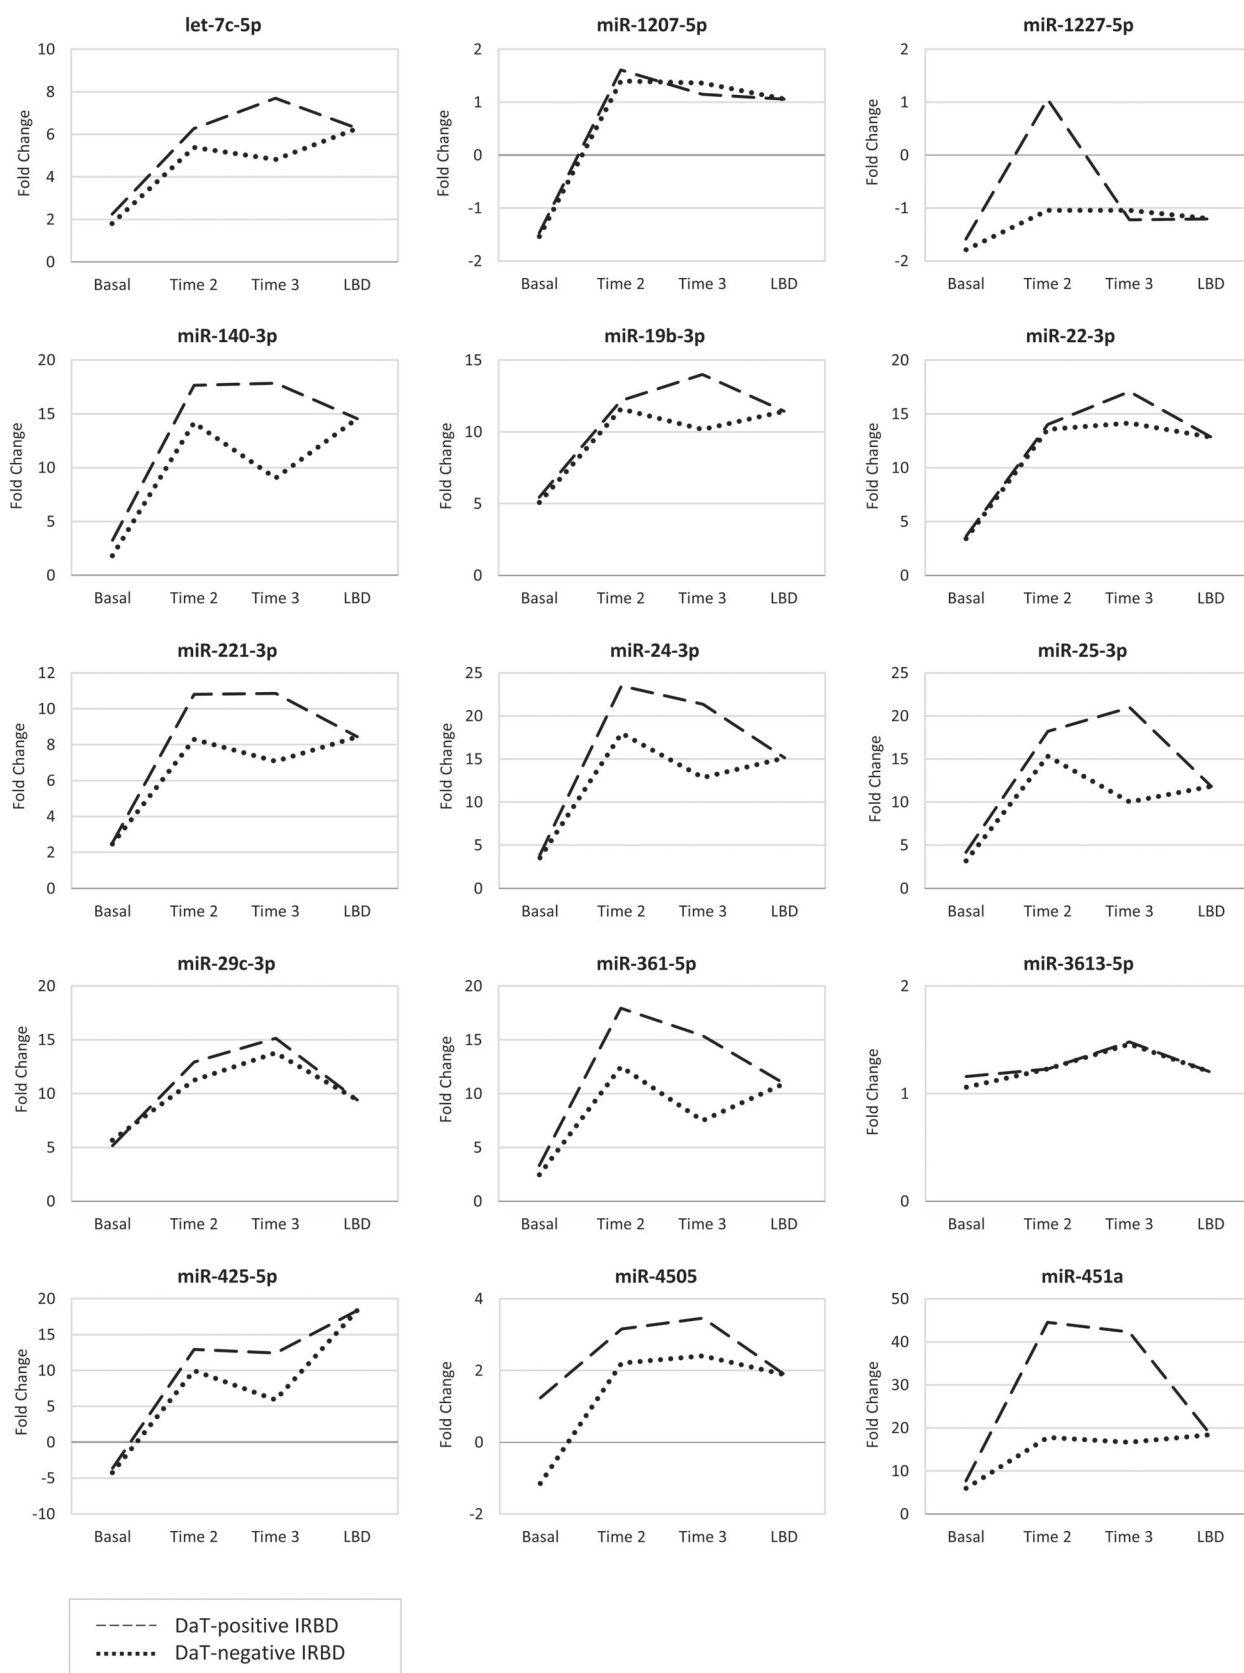 let-7c-5p
Fold Change
10
8
6
4
2
0
Basal Time 2 Time 3 LBD
miR-1207-5p
Fold Change
2
1
0
-1
-2
Basal Time 2 Time 3 LBD
miR-1227-5p
Fold Change
2
1
0
-1
-2
Basal Time 2 Time 3 LBD
miR-140-3p
Fold Change
20
15
10
5
0
Basal Time 2 Time 3 LBD
miR-19b-3p
Fold Change
15
10
5
0
Basal Time 2 Time 3 LBD
miR-22-3p
Fold Change
20
15
10
5
0
Basal Time 2 Time 3 LBD
miR-221-3p
Fold Change
12
10
8
6
4
2
0
Basal Time 2 Time 3 LBD
miR-24-3p
Fold Change
25
20
15
10
5
0
Basal Time 2 Time 3 LBD
miR-25-3p
Fold Change
25
20
15
10
5
0
Basal Time 2 Time 3 LBD
miR-29c-3p
Fold Change
20
15
10
5
0
Basal Time 2 Time 3 LBD
miR-361-5p
Fold Change
20
15
10
5
0
Basal Time 2 Time 3 LBD
miR-3613-5p
Fold Change
2
1
0
Basal Time 2 Time 3 LBD
miR-425-5p
Fold Change
20
15
10
5
0
-5
-10
Basal Time 2 Time 3 LBD
miR-4505
Fold Change
4
2
0
-2
Basal Time 2 Time 3 LBD
miR-451a
Fold Change
50
40
30
20
10
0
Basal Time 2 Time 3 LBD
DaT-positive IRBD
DaT-negative IRBD